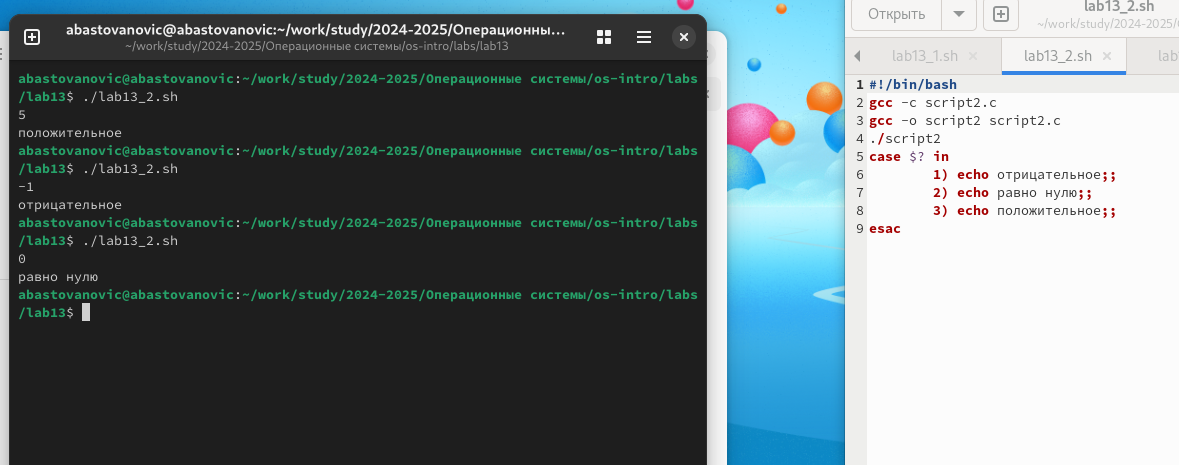 abastovanovic@abastovanovic:~/work/study/2024-2025/Операционны...
~/work/study/2024-2025/Операционные системы/os-intro/labs/lab13
abastovanovic@abastovanovic:~/work/study/2024-2025/Операционные системы/os-intro/labs
/lab13$ ./lab13_2.sh
5
положительное
abastovanovic@abastovanovic:~/work/study/2024-2025/Операционные системы/os-intro/labs
/lab13$ ./lab13_2.sh
-1
отрицательное
abastovanovic@abastovanovic:~/work/study/2024-2025/Операционные системы/os-intro/labs
/lab13$ ./lab13_2.sh
0
равно нулю
abastovanovic@abastovanovic:~/work/study/2024-2025/Операционные системы/os-intro/labs
/lab13$
Открыть
lab13_2.sh
~/work/study/2024-2025/
lab13_1.sh
lab13_2.sh
lab
1 #!/bin/bash
2 gcc -c script2.c
3 gcc -o script2 script2.c
4 ./script2
5 case $? in
6 1) echo отрицательное;;
7 2) echo равно нулю;;
8 3) echo положительное;;
9 esac